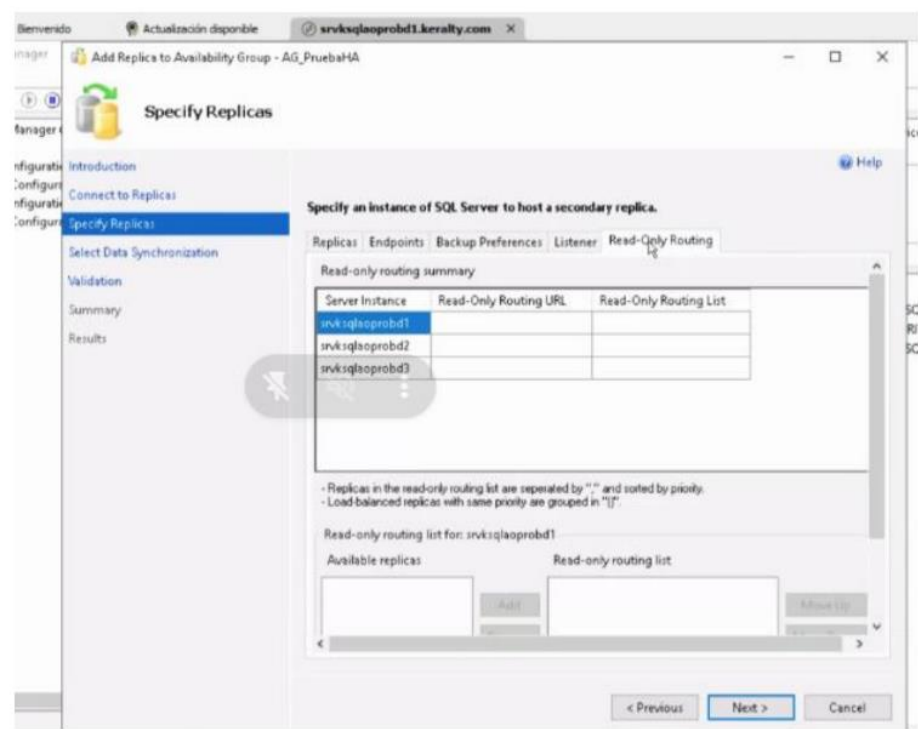 Bienvenido Actualización disponible srvksqlaoprobd1.keralty.com X
Add Replica to Availability Group - AG_PruebaHA
Specify Replicas
Manager
Help
Introduction
Connect to Replicas
Specify Replicas
Select Data Synchronization
Validation
Summary
Results
Specify an instance of SQL Server to host a secondary replica.
Replicas Endpoints Backup Preferences Listener Read-Only Routing
Read-only routing summary
Server Instance Read-Only Routing URL Read-Only Routing List
srvksqlaoprobd1
srvksqlaoprobd2
srvksqlaoprobd3
- Replicas in the read-only routing list are seperated by "," and sorted by priority.
- Load-balanced replicas with same priority are grouped in "()".
Read-only routing list for: srvksqlaoprobd1
Available replicas Read-only routing list
Add Move Up
< Previous Next > Cancel